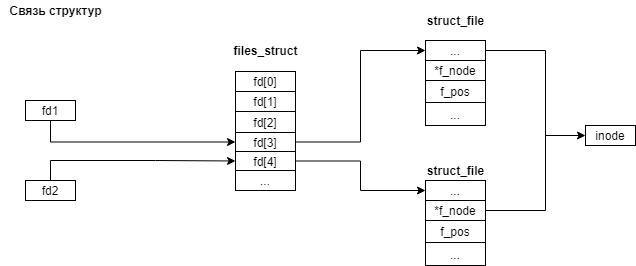 Связь структур
struct_file
files_struct
...
*f_node
f_pos
...
fd[0]
fd[1]
fd[2]
fd[3]
fd[4]
...
fd1
fd2
inode
struct_file
...
*f_node
f_pos
...